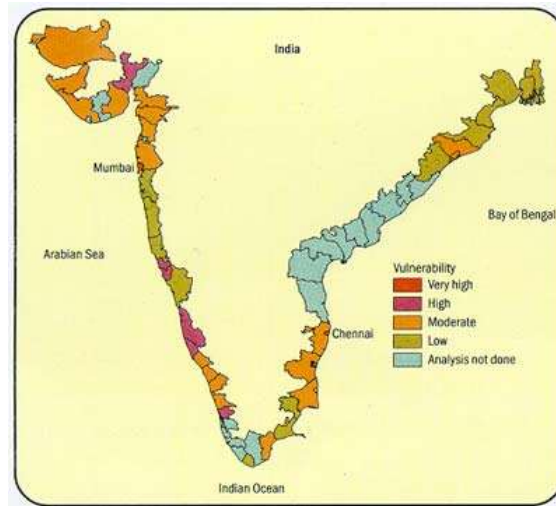 India
Mumbai
Bay of Bengal
Arabian Sea
Vulnerability
Very high
High
Moderate
Chennai
Low
Analysis not done
Indian Ocean